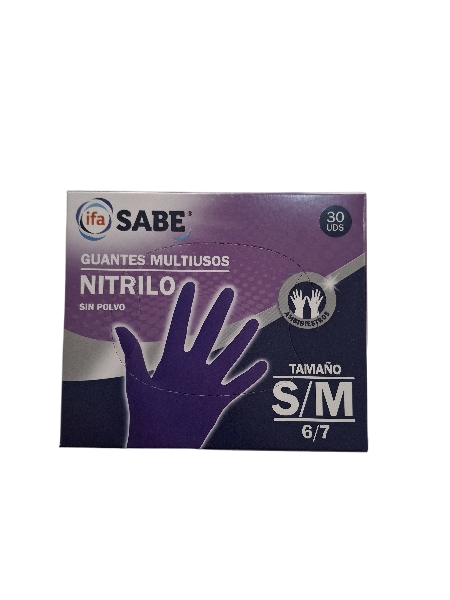 ifa SABE®
30
UDS
GUANTES MULTIUSOS
NITRILO
SIN POLVO
AMBIDIESTROS
TAMAÑO
S/M
6/7